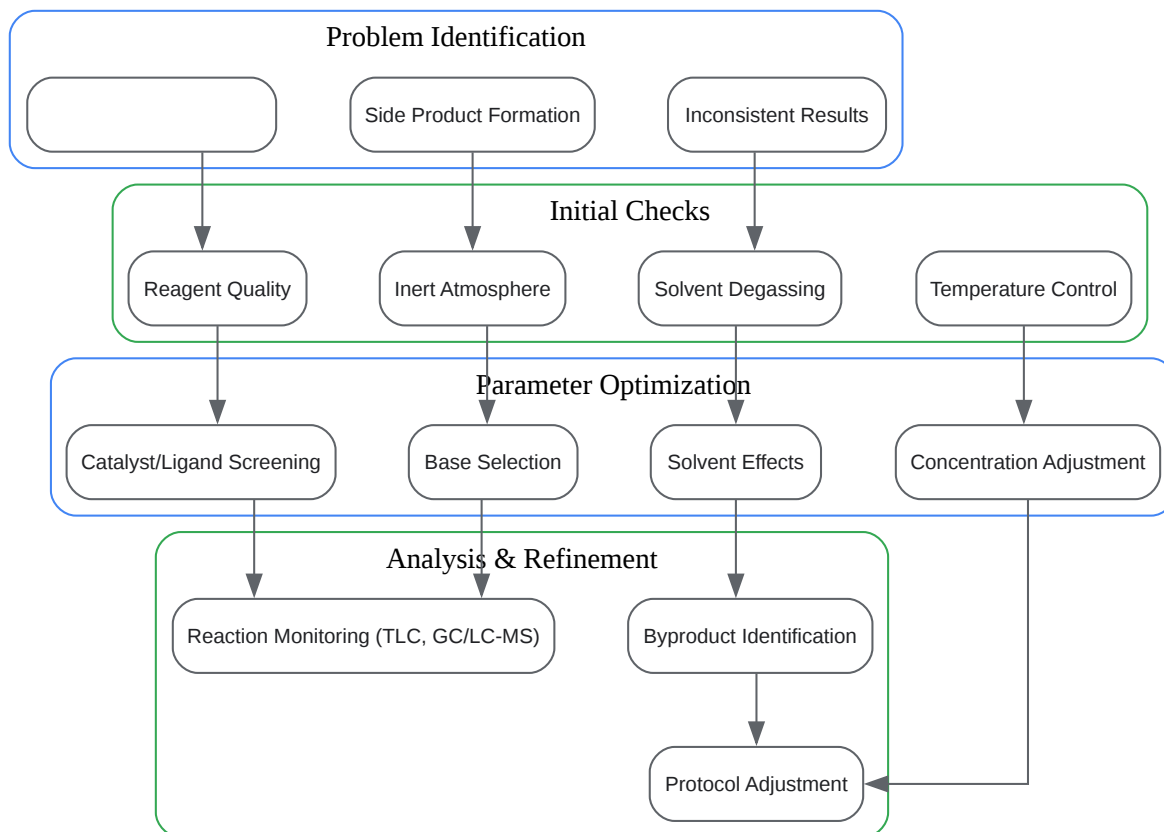 Problem Identification
Side Product Formation
Inconsistent Results
Initial Checks
Reagent Quality
Inert Atmosphere
Solvent Degassing
Temperature Control
Parameter Optimization
Catalyst/Ligand Screening
Base Selection
Solvent Effects
Concentration Adjustment
Analysis & Refinement
Reaction Monitoring (TLC, GC/LC-MS)
Byproduct Identification
Protocol Adjustment